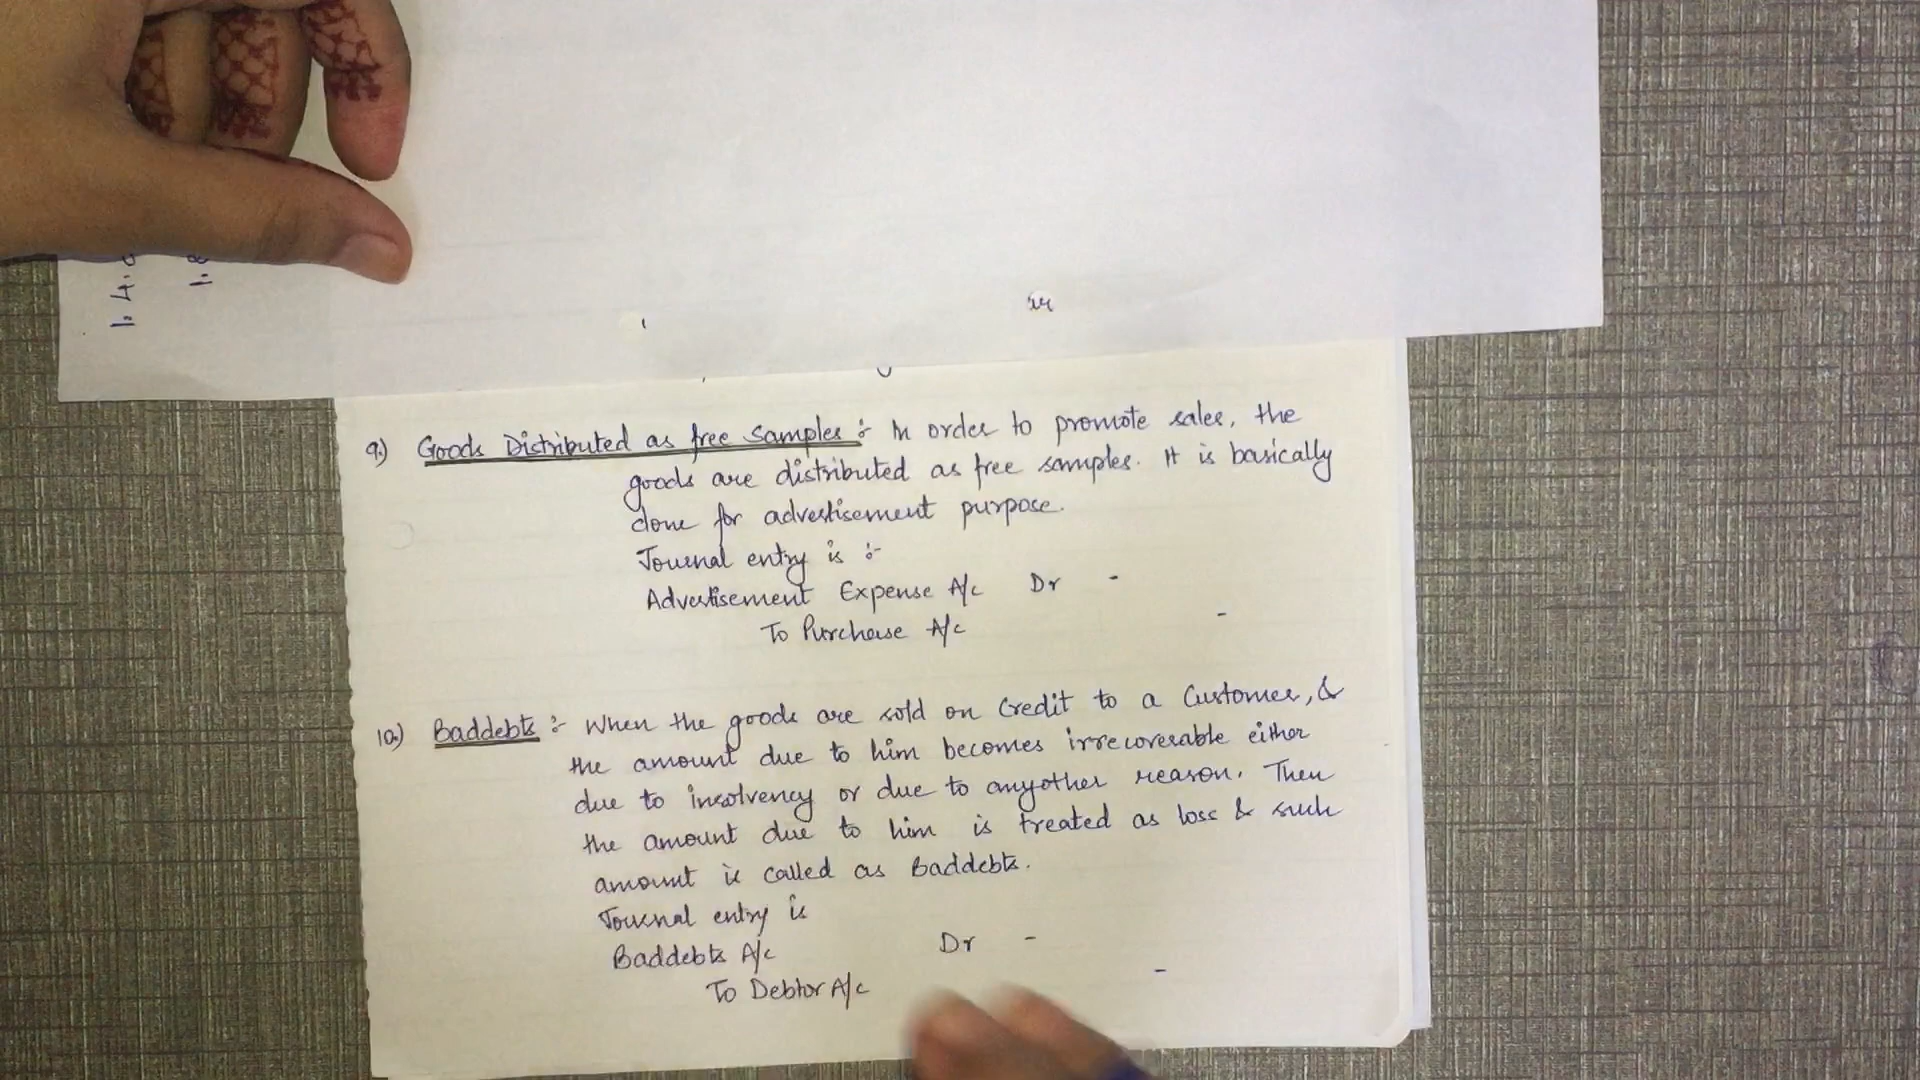 9.) Goods Distributed as free Samples :- In order to promote sales, the
goods are distributed as free samples. It is basically
done for advertisement purpose.
Journal entry is :-
Advertisement Expense A/c Dr -
To Purchase A/c -
10.) Baddebts :- When the goods are sold on Credit to a Customer, &
the amount due to him becomes irrecoverable either
due to insolvency or due to anyother reason. Then
the amount due to him is treated as loss & such
amount is called as Baddebts.
Journal entry is
Baddebts A/c Dr -
To Debtor A/c -